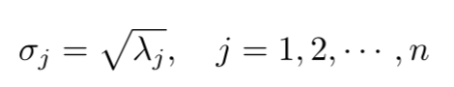 σ_j = √λ_j, j = 1, 2, ⋯ , n